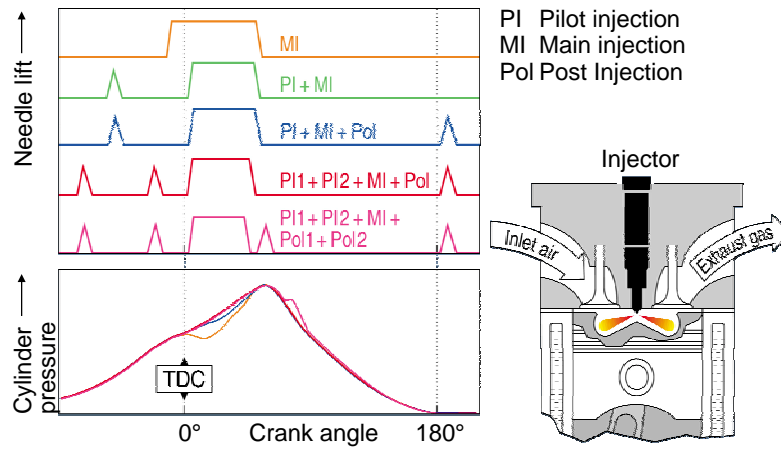 PI Pilot injection
MI Main injection
PoI Post Injection
Needle lift
MI
PI + MI
PI + MI + PoI
PI1 + PI2 + MI + PoI
PI1 + PI2 + MI +
PoI1 + PoI2
Cylinder
pressure
TDC
0° Crank angle 180°
Injector
Inlet air
Exhaust gas